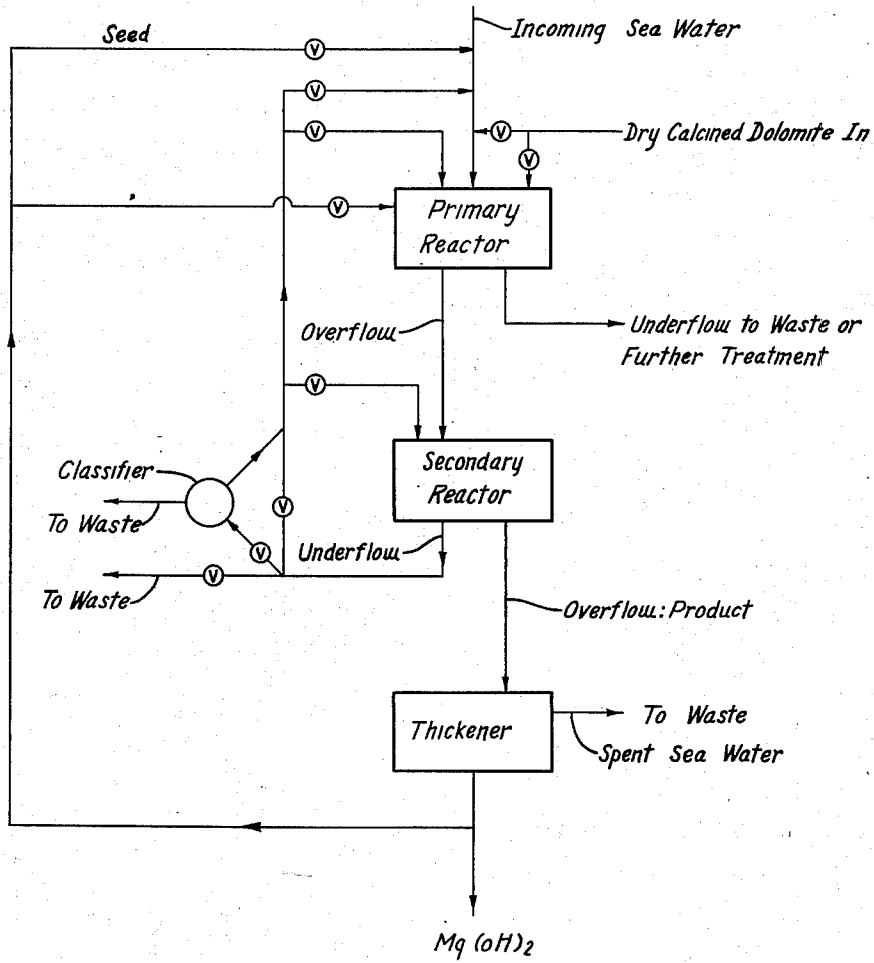 Seed
Incoming Sea Water
V
V
V
V
Dry Calcined Dolomite In
V
V
Primary
Reactor
Overflow
Underflow to Waste or
Further Treatment
V
Classifier
Secondary
Reactor
To Waste
V
V
Underflow
V
To Waste
Overflow: Product
Thickener
To Waste
Spent Sea Water
Mg (OH)2